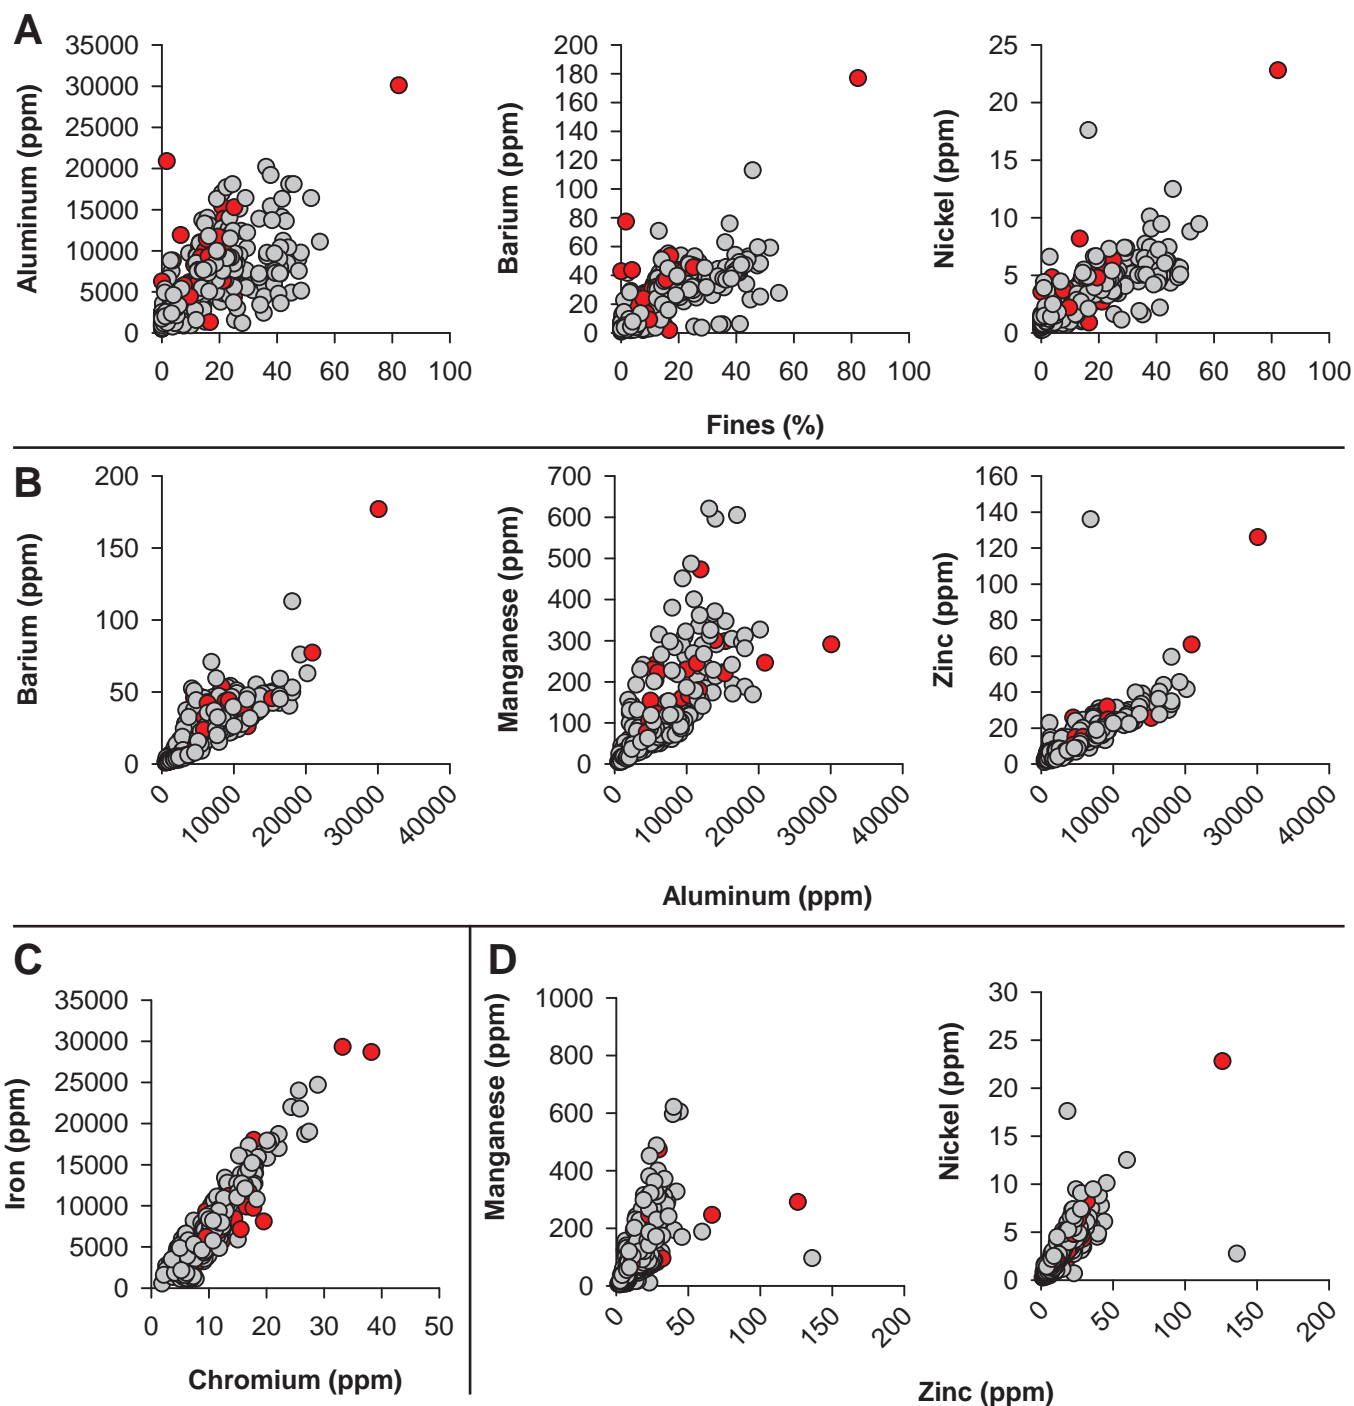 A
35000
30000
25000
20000
15000
10000
5000
0
Aluminum (ppm)
0 20 40 60 80 100
200
180
160
140
120
100
80
60
40
20
0
Barium (ppm)
0 20 40 60 80 100
25
20
15
10
5
0
Nickel (ppm)
0 20 40 60 80 100
Fines (%)
B
200
150
100
50
0
Barium (ppm)
0 10000 20000 30000 40000
700
600
500
400
300
200
100
0
Manganese (ppm)
0 10000 20000 30000 40000
160
140
120
100
80
60
40
20
0
Zinc (ppm)
0 10000 20000 30000 40000
Aluminum (ppm)
C
35000
30000
25000
20000
15000
10000
5000
0
Iron (ppm)
0 10 20 30 40 50
Chromium (ppm)
D
1000
800
600
400
200
0
Manganese (ppm)
0 50 100 150 200
30
25
20
15
10
5
0
Nickel (ppm)
0 50 100 150 200
Zinc (ppm)